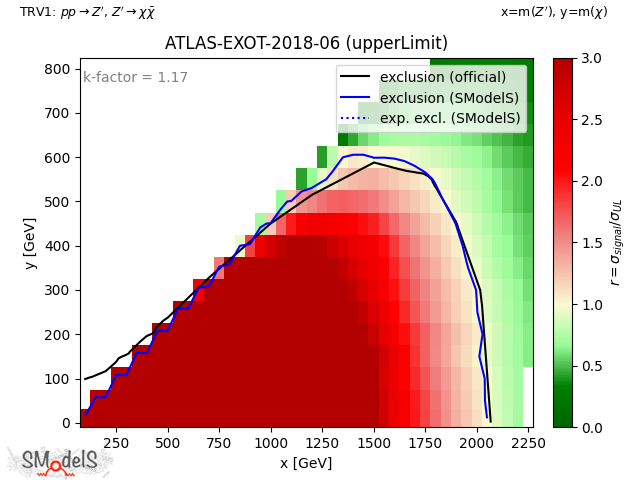 TRV1: pp → Z′, Z′ → χχ̄
x=m(Z′), y=m(χ)
ATLAS-EXOT-2018-06 (upperLimit)
k-factor = 1.17
exclusion (official)
exclusion (SModelS)
exp. excl. (SModelS)
800
700
600
500
400
300
200
100
0
y [GeV]
250
500
750
1000
1250
1500
1750
2000
2250
x [GeV]
3.0
2.5
2.0
1.5
1.0
0.5
0.0
r = σsignal/σUL
SModelS